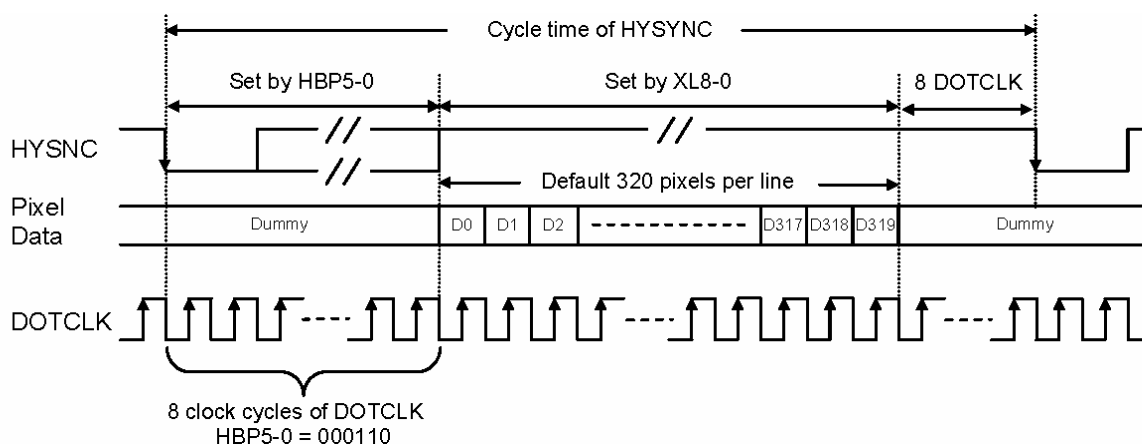 Cycle time of HYSYNC
Set by HBP5-0
Set by XL8-0
8 DOTCLK
HYSNC
Default 320 pixels per line
Pixel
Data
Dummy
D0
D1
D2
D317
D318
D319
Dummy
DOTCLK
8 clock cycles of DOTCLK
HBP5-0 = 000110